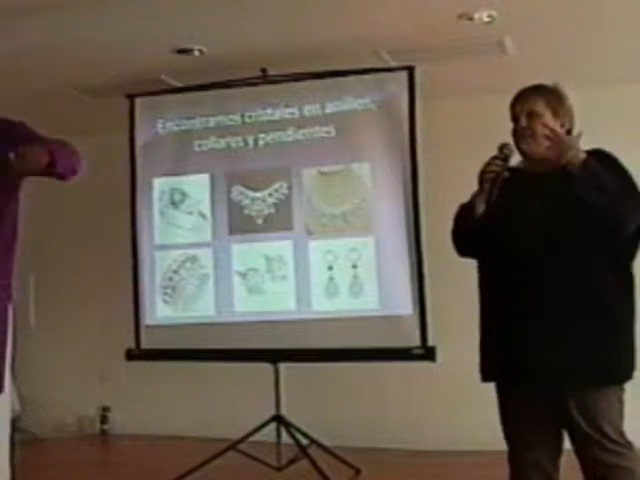 Encontramos cristales en anillos,
collares y pendientes